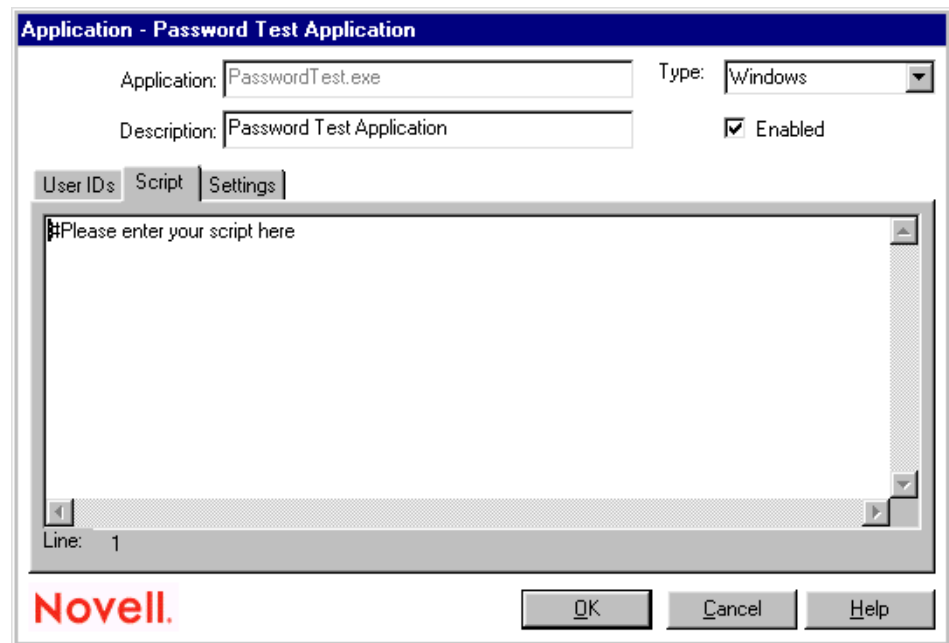 Application - Password Test Application
Application: PasswordTest.exe
Type: Windows
Description: Password Test Application
Enabled
User IDs Script Settings
#Please enter your script here
Line: 1
Novell.
OK Cancel Help